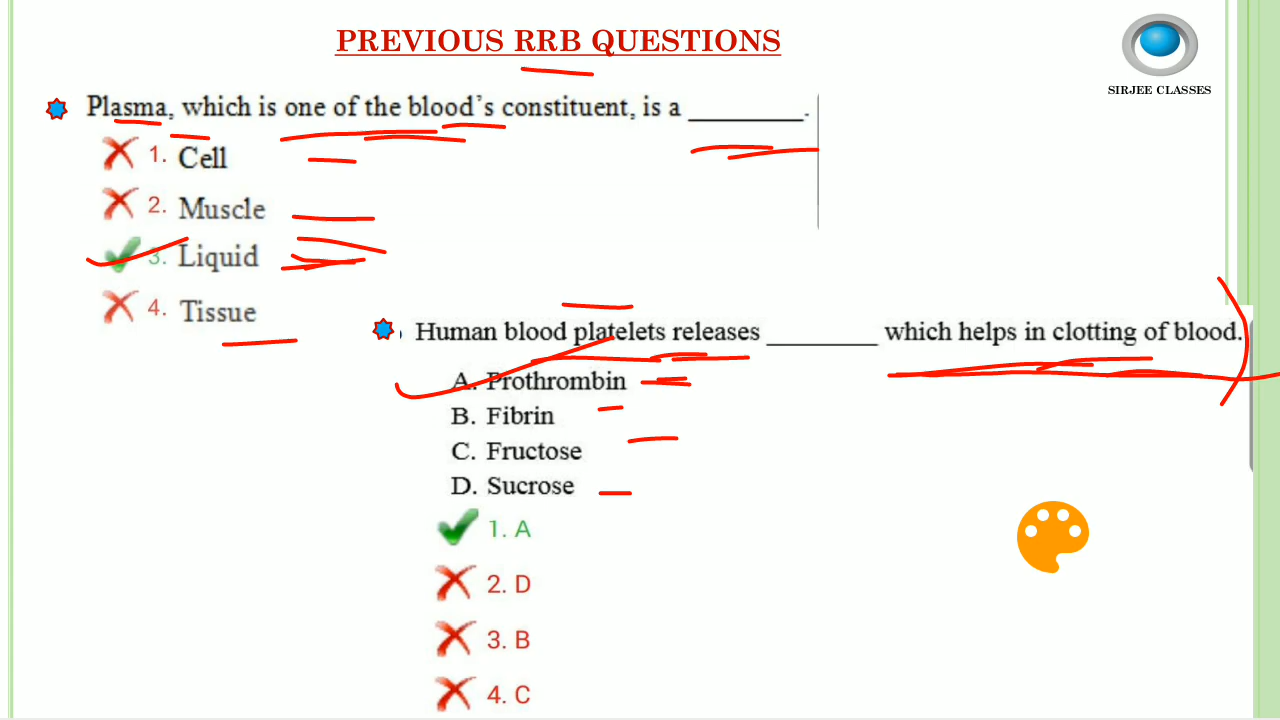 PREVIOUS RRB QUESTIONS
SIRJEE CLASSES
Plasma, which is one of the blood's constituent, is a ________.
1. Cell
2. Muscle
3. Liquid
4. Tissue
Human blood platelets releases ________ which helps in clotting of blood.
A. Prothrombin
B. Fibrin
C. Fructose
D. Sucrose
1. A
2. D
3. B
4. C